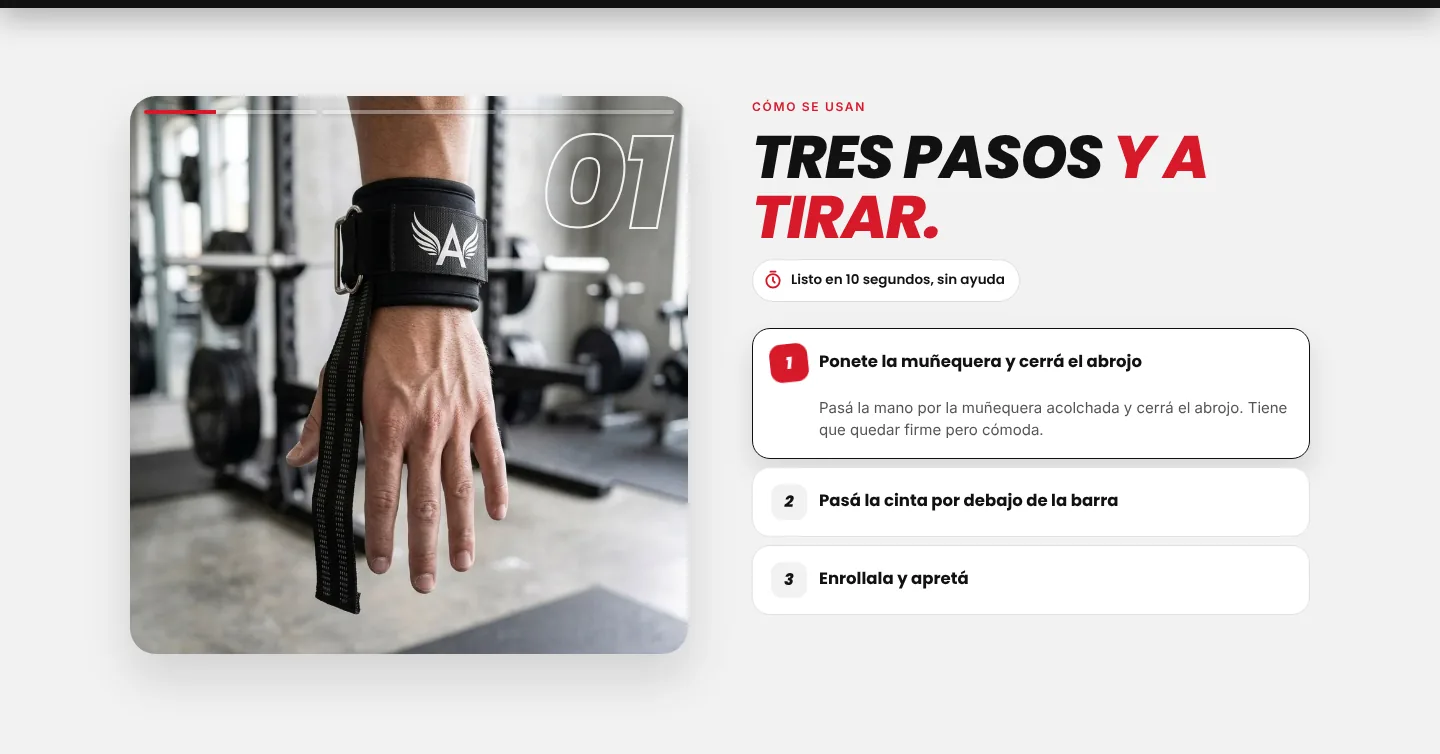 01
A
CÓMO SE USAN
TRES PASOS Y A
TIRAR.
Listo en 10 segundos, sin ayuda
1 Ponete la muñequera y cerrá el abrojo
Pasá la mano por la muñequera acolchada y cerrá el abrojo. Tiene
que quedar firme pero cómoda.
2 Pasá la cinta por debajo de la barra
3 Enrollala y apretá